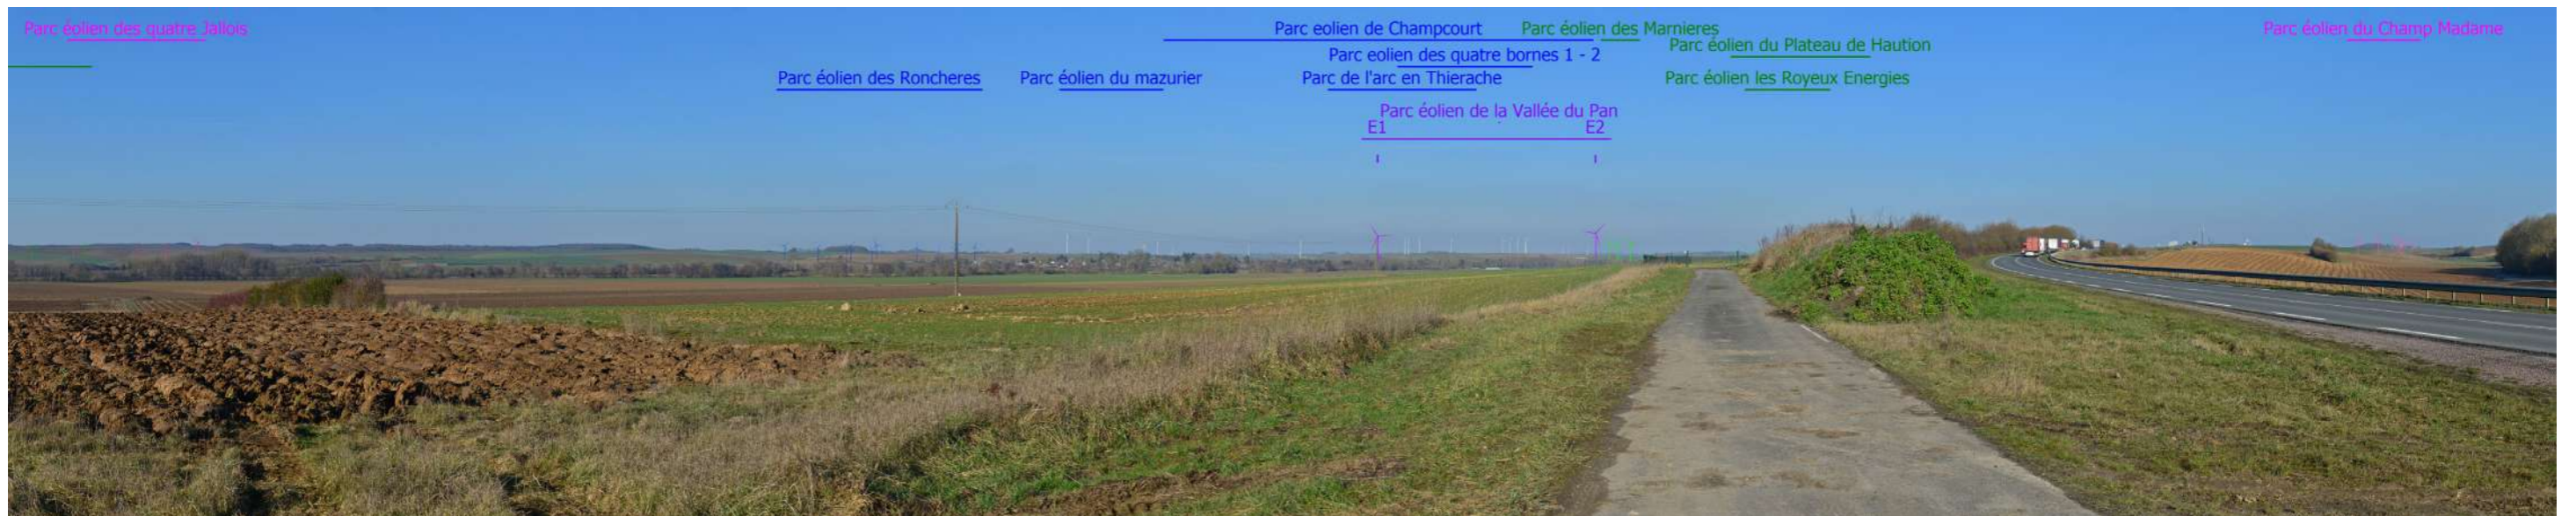 Parc éolien des quatre Jallois
Parc eolien de Champcourt
Parc éolien des Marnieres
Parc éolien du Champ Madame
Parc éolien du Plateau de Haution
Parc eolien des quatre bornes 1 - 2
Parc éolien des Roncheres
Parc éolien du mazurier
Parc de l'arc en Thierache
Parc éolien les Royeux Energies
Parc éolien de la Vallée du Pan
E1
E2